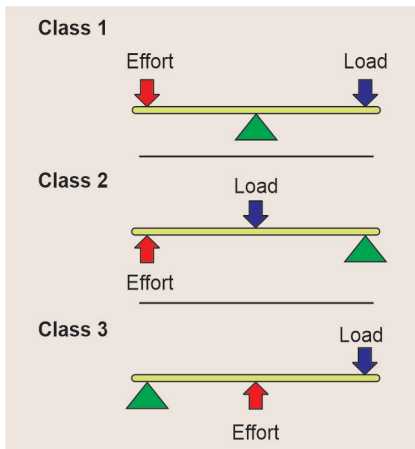 Class 1
Effort Load
Class 2
Load
Effort
Class 3
Load
Effort